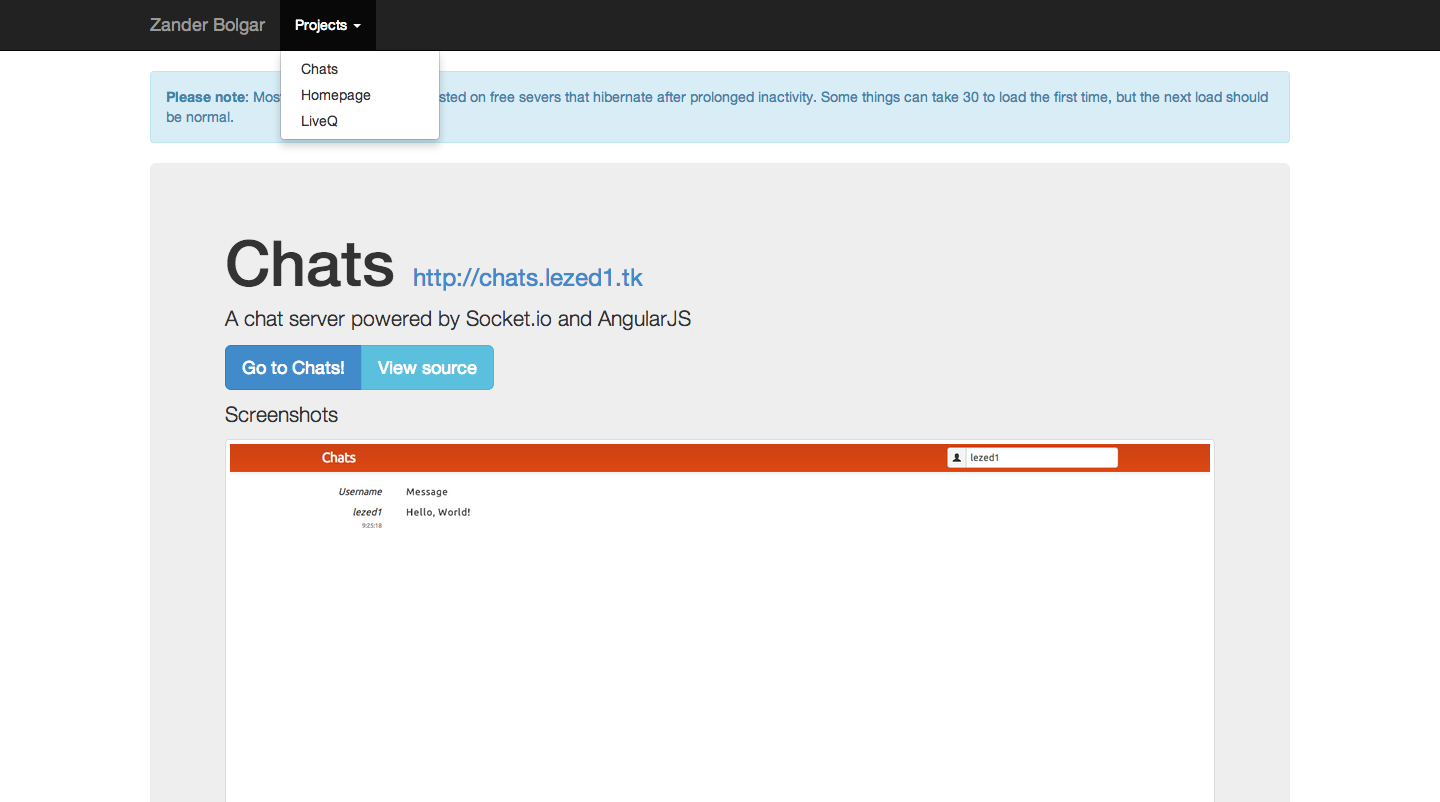 Zander Bolgar Projects
Chats
Homepage
LiveQ
Please note: Mos sted on free severs that hibernate after prolonged inactivity. Some things can take 30 to load the first time, but the next load should
be normal.
Chats http://chats.lezed1.tk
A chat server powered by Socket.io and AngularJS
Go to Chats! View source
Screenshots
Chats lezed1
Username Message
lezed1 Hello, World!
9:25:18